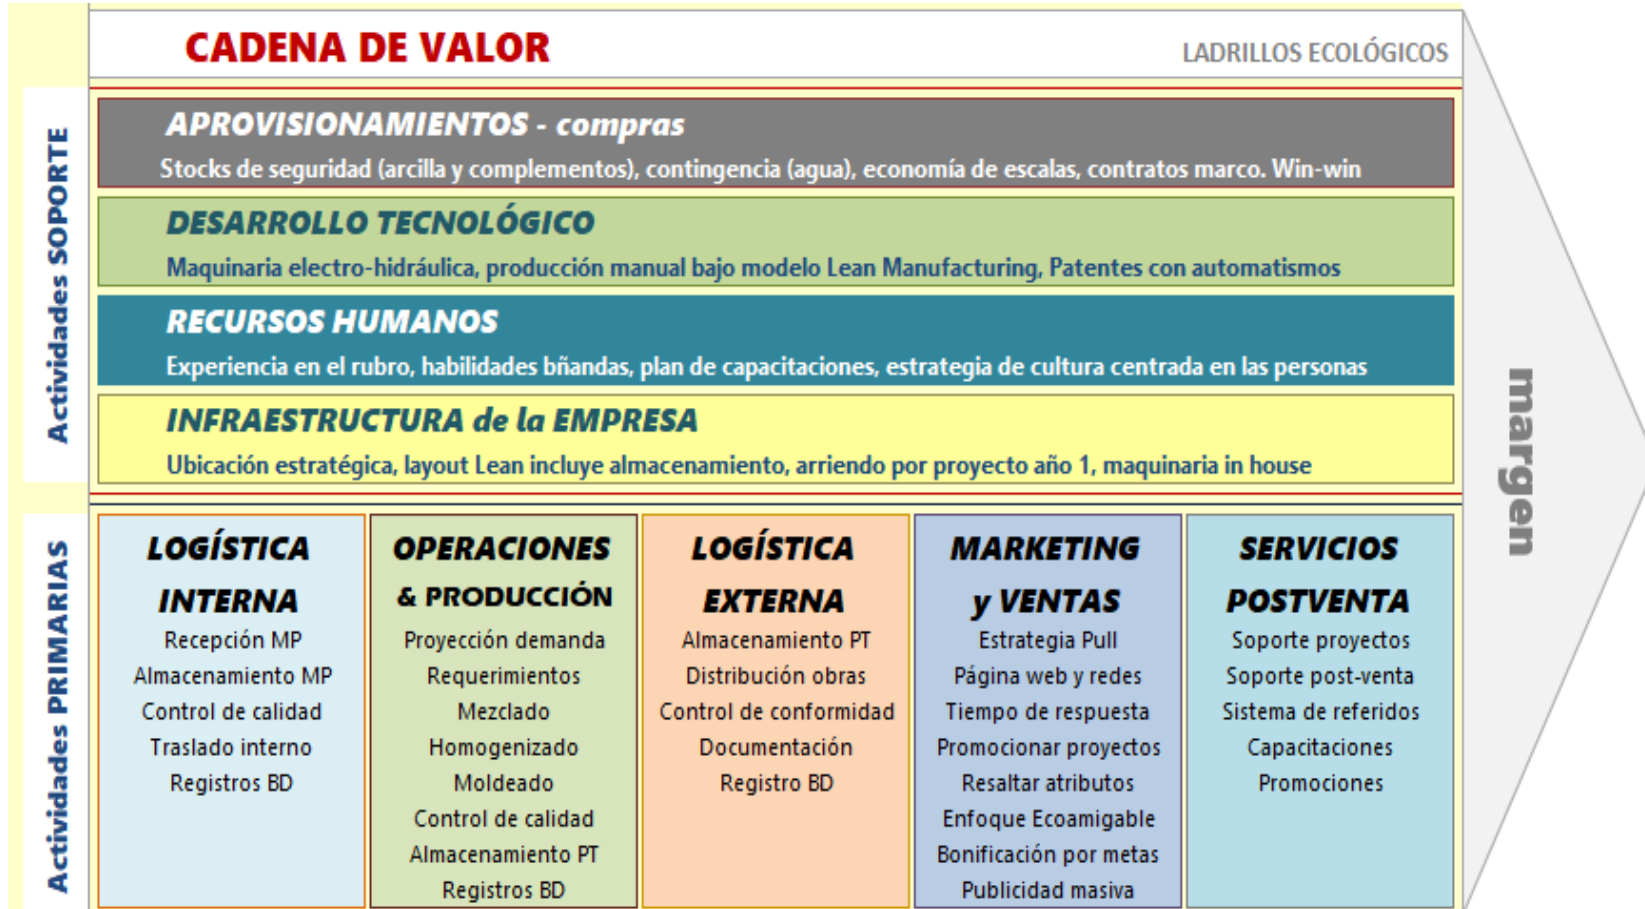 CADENA DE VALOR
LADRILLOS ECOLÓGICOS
Actividades SOPORTE
APROVISIONAMIENTOS - compras
Stocks de seguridad (arcilla y complementos), contingencia (agua), economía de escalas, contratos marco. Win-win
DESARROLLO TECNOLÓGICO
Maquinaria electro-hidráulica, producción manual bajo modelo Lean Manufacturing, Patentes con automatismos
RECURSOS HUMANOS
Experiencia en el rubro, habilidades bñandas, plan de capacitaciones, estrategia de cultura centrada en las personas
INFRAESTRUCTURA de la EMPRESA
Ubicación estratégica, layout Lean incluye almacenamiento, arriendo por proyecto año 1, maquinaria in house
margen
Actividades PRIMARIAS
LOGÍSTICA
INTERNA
Recepción MP
Almacenamiento MP
Control de calidad
Traslado interno
Registros BD
OPERACIONES
& PRODUCCIÓN
Proyección demanda
Requerimientos
Mezclado
Homogenizado
Moldeado
Control de calidad
Almacenamiento PT
Registros BD
LOGÍSTICA
EXTERNA
Almacenamiento PT
Distribución obras
Control de conformidad
Documentación
Registro BD
MARKETING
y VENTAS
Estrategia Pull
Página web y redes
Tiempo de respuesta
Promocionar proyectos
Resaltar atributos
Enfoque Ecoamigable
Bonificación por metas
Publicidad masiva
SERVICIOS
POSTVENTA
Soporte proyectos
Soporte post-venta
Sistema de referidos
Capacitaciones
Promociones